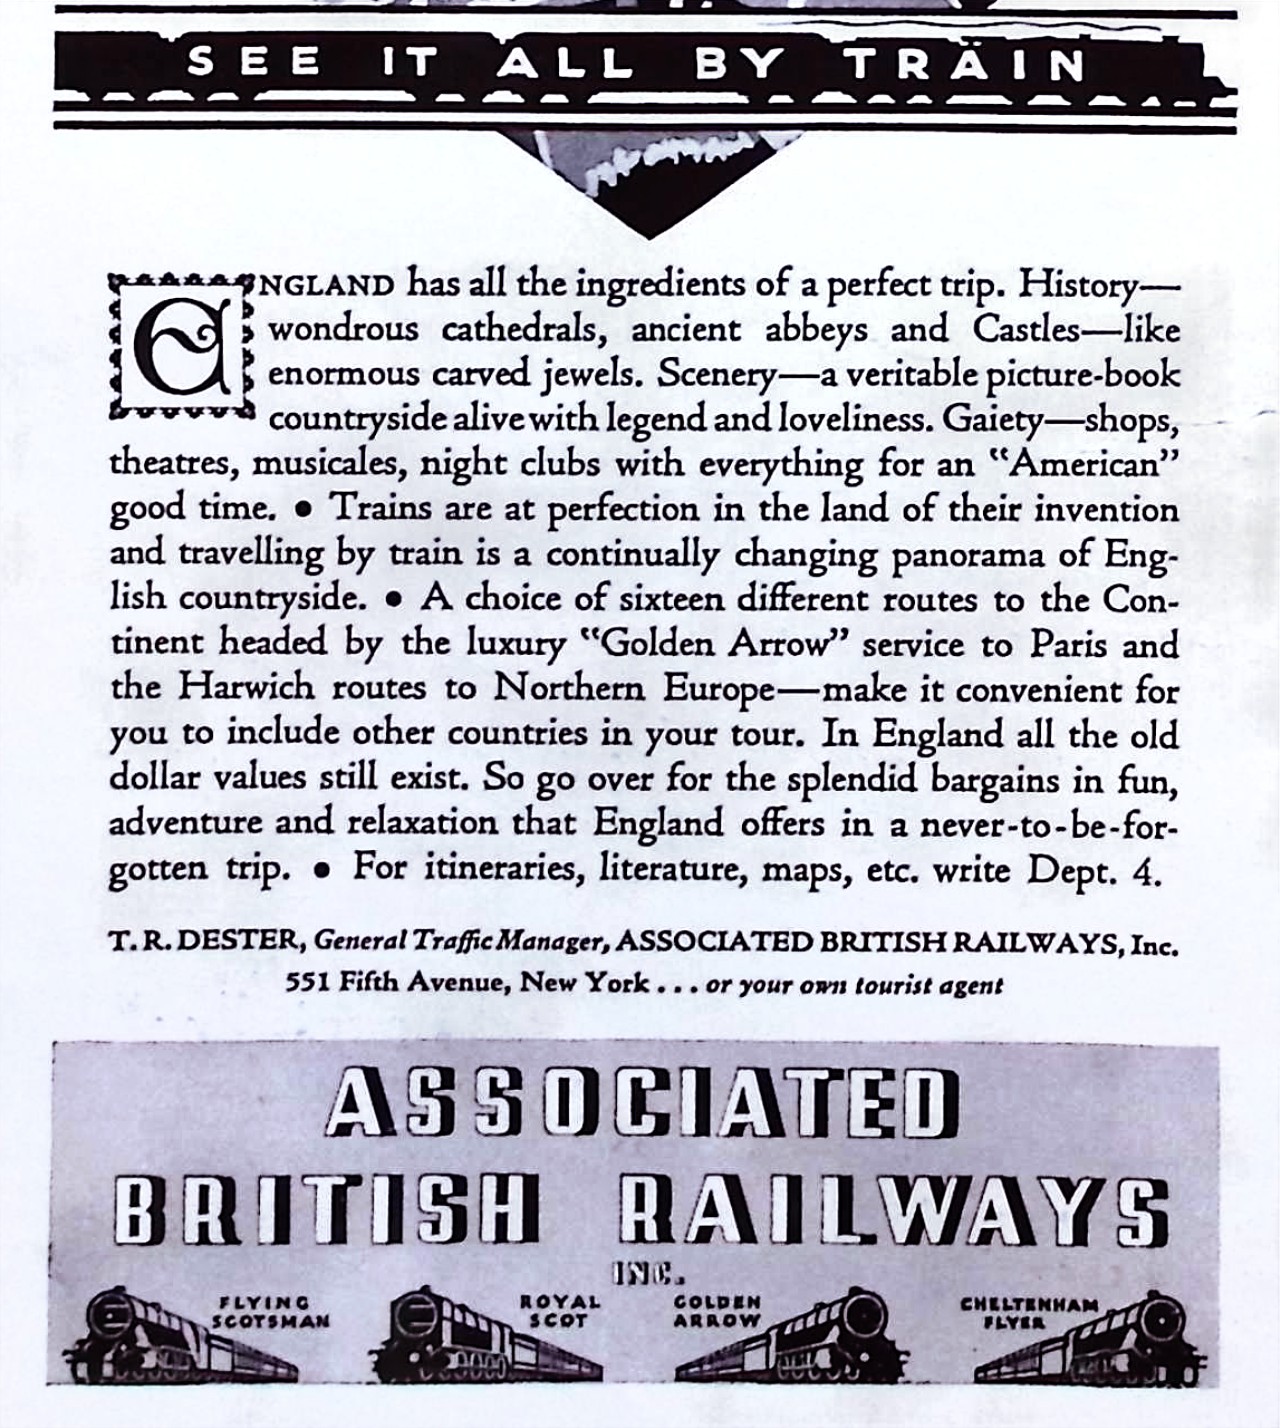 SEE IT ALL BY TRAIN
ENGLAND has all the ingredients of a perfect trip. History—
wondrous cathedrals, ancient abbeys and Castles—like
enormous carved jewels. Scenery—a veritable picture-book
countryside alive with legend and loveliness. Gaiety—shops,
theatres, musicales, night clubs with everything for an "American"
good time. • Trains are at perfection in the land of their invention
and travelling by train is a continually changing panorama of Eng-
lish countryside. • A choice of sixteen different routes to the Con-
tinent headed by the luxury "Golden Arrow" service to Paris and
the Harwich routes to Northern Europe—make it convenient for
you to include other countries in your tour. In England all the old
dollar values still exist. So go over for the splendid bargains in fun,
adventure and relaxation that England offers in a never-to-be-for-
gotten trip. • For itineraries, literature, maps, etc. write Dept. 4.
T. R. DESTER, General Traffic Manager, ASSOCIATED BRITISH RAILWAYS, Inc.
551 Fifth Avenue, New York . . . or your own tourist agent
ASSOCIATED
BRITISH RAILWAYS
INC.
FLYING
SCOTSMAN
ROYAL
SCOT
GOLDEN
ARROW
CHELTENHAM
FLYER